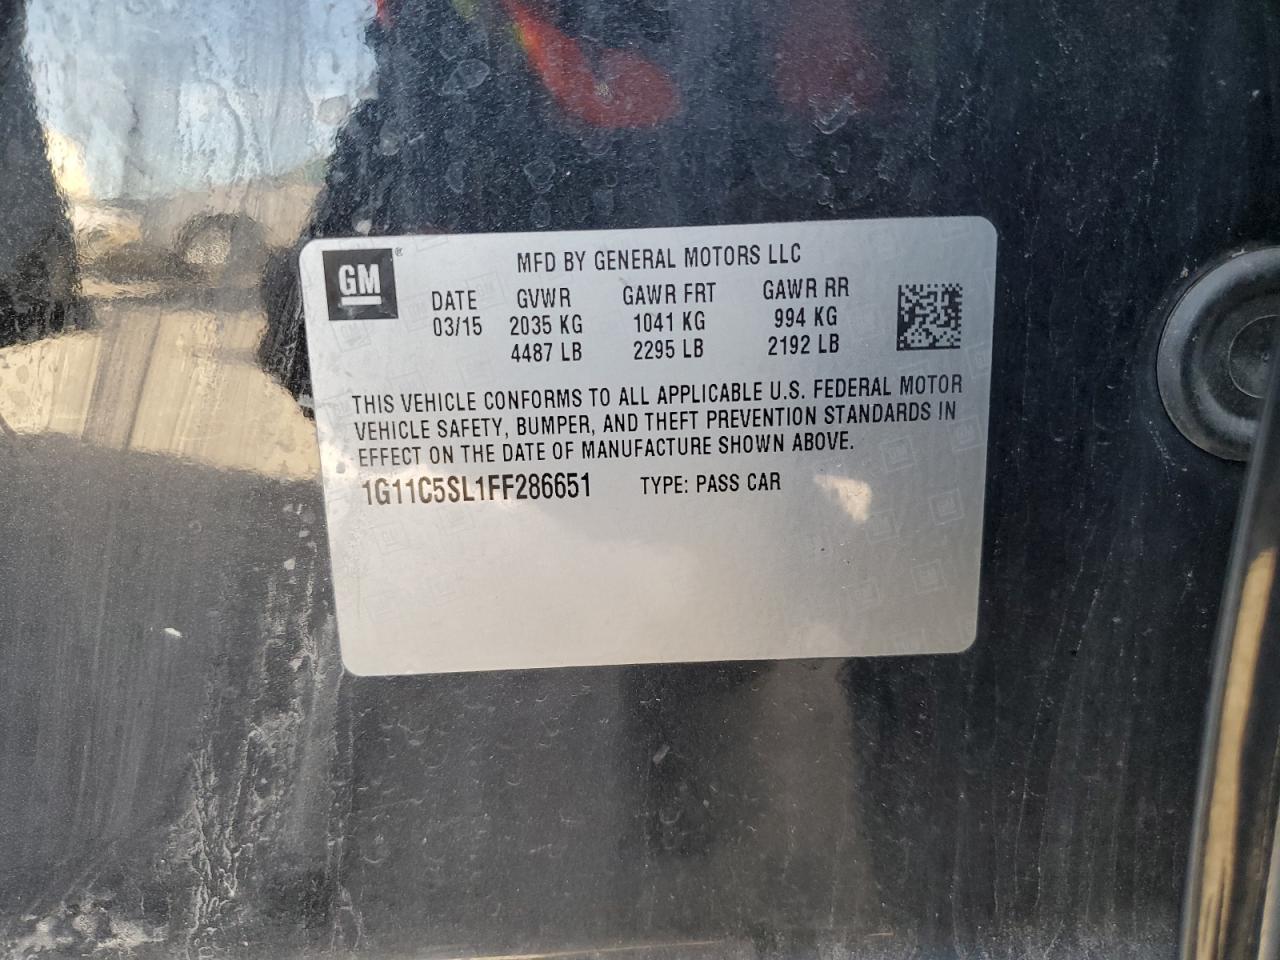 GM ®
MFD BY GENERAL MOTORS LLC
DATE GVWR GAWR FRT GAWR RR
03/15 2035 KG 1041 KG 994 KG
4487 LB 2295 LB 2192 LB
THIS VEHICLE CONFORMS TO ALL APPLICABLE U.S. FEDERAL MOTOR
VEHICLE SAFETY, BUMPER, AND THEFT PREVENTION STANDARDS IN
EFFECT ON THE DATE OF MANUFACTURE SHOWN ABOVE.
1G11C5SL1FF286651 TYPE: PASS CAR